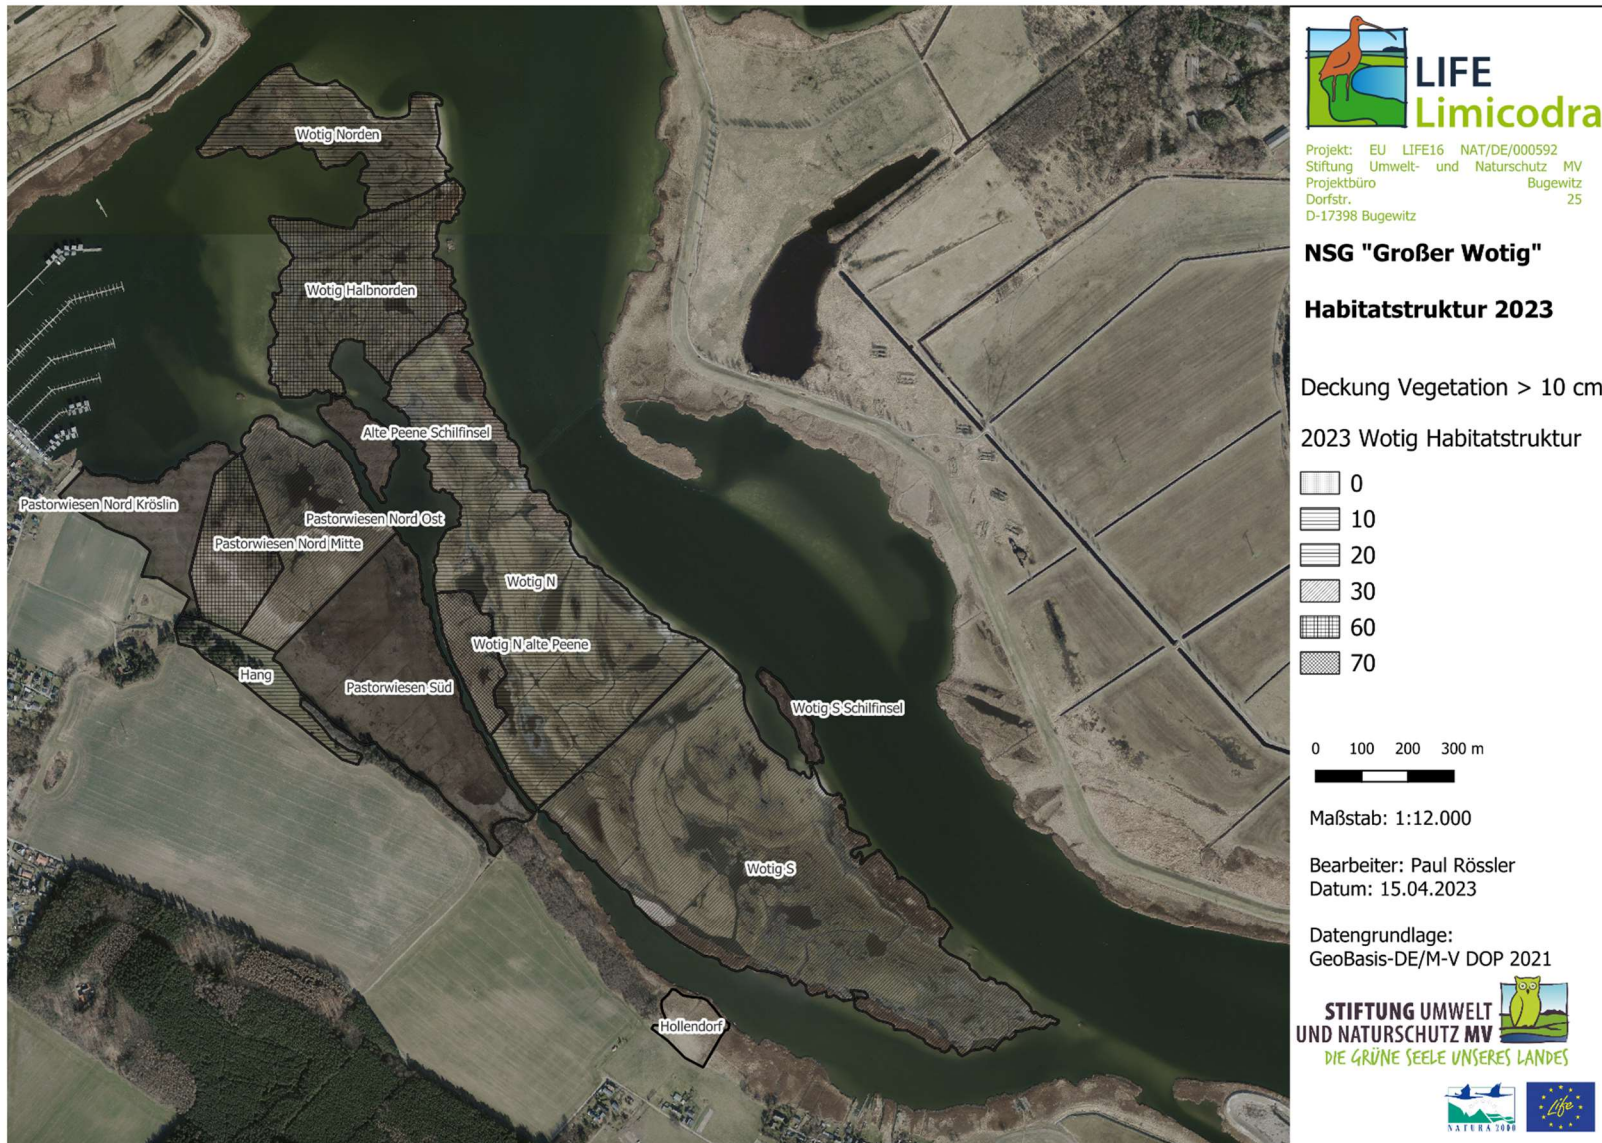 Wotig Norden
Wotig Halbnorden
Alte Peene Schilfinsel
Pastorwiesen Nord Kröslin
Pastorwiesen Nord Ost
Pastorwiesen Nord Mitte
Wotig N
Wotig N alte Peene
Hang
Pastorwiesen Süd
Wotig S Schilfinsel
Wotig S
Hollendorf
LIFE
Limicodra
Projekt: EU LIFE16 NAT/DE/000592
Stiftung Umwelt- und Naturschutz MV
Projektbüro Bugewitz
Dorfstr. 25
D-17398 Bugewitz
NSG "Großer Wotig"
Habitatstruktur 2023
Deckung Vegetation > 10 cm
2023 Wotig Habitatstruktur
0
10
20
30
60
70
0 100 200 300 m
Maßstab: 1:12.000
Bearbeiter: Paul Rössler
Datum: 15.04.2023
Datengrundlage:
GeoBasis-DE/M-V DOP 2021
STIFTUNG UMWELT
UND NATURSCHUTZ MV
DIE GRÜNE SEELE UNSERES LANDES
NATURA 2000
Life